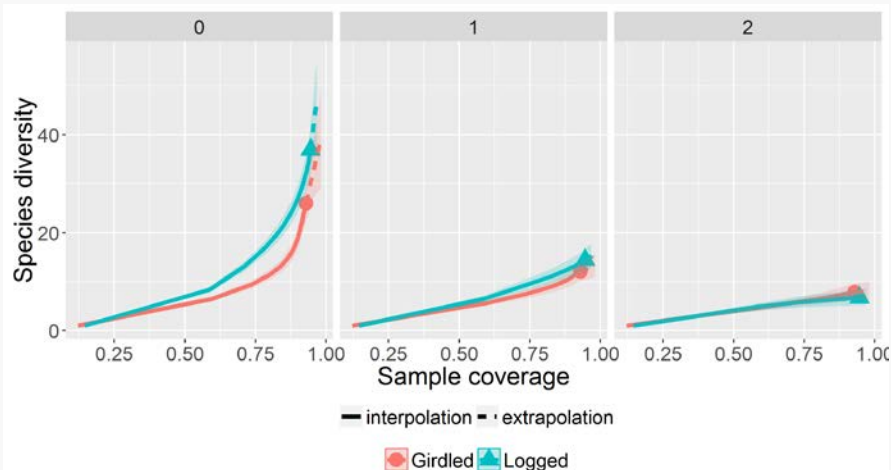 0 1 2
Species diversity
40
20
0
0.25 0.50 0.75 1.00 0.25 0.50 0.75 1.00 0.25 0.50 0.75 1.00
Sample coverage
interpolation extrapolation
Girdled Logged